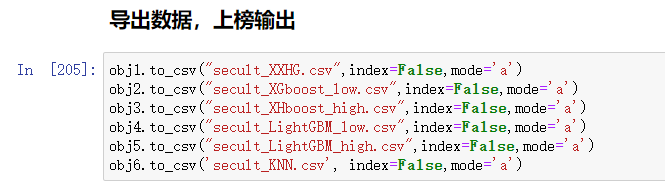 导出数据，上榜输出
In [205]:
obj1.to_csv("secult_XXHG.csv",index=False,mode='a')
obj2.to_csv("secult_XGboost_low.csv",index=False,mode='a')
obj3.to_csv("secult_XHboost_high.csv",index=False,mode='a')
obj4.to_csv("secult_LightGBM_low.csv",index=False,mode='a')
obj5.to_csv("secult_LightGBM_high.csv",index=False,mode='a')
obj6.to_csv('secult_KNN.csv', index=False,mode='a')